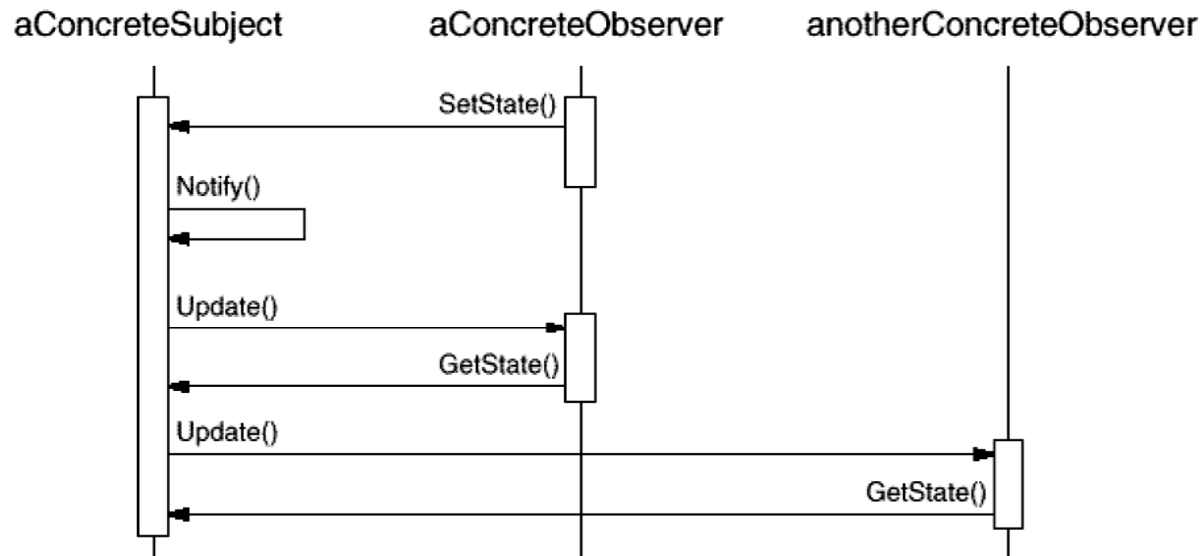 aConcreteSubject aConcreteObserver anotherConcreteObserver
SetState()
Notify()
Update()
GetState()
Update()
GetState()